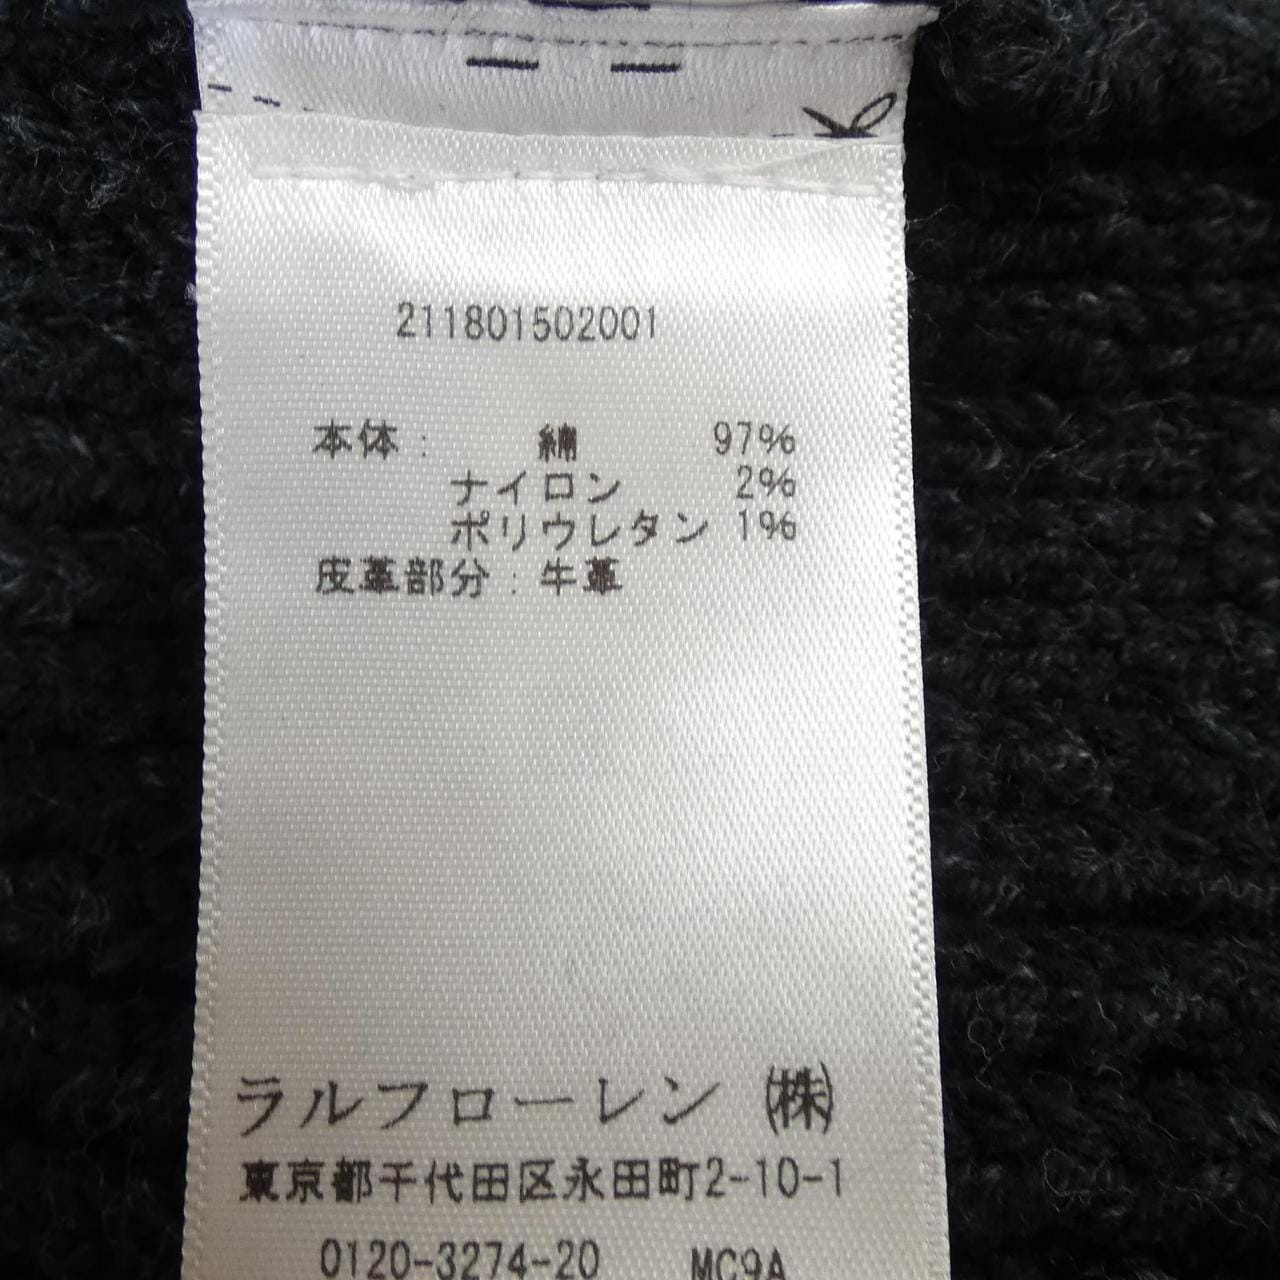 211801502001
本体: 綿 97%
ナイロン 2%
ポリウレタン 1%
皮革部分: 牛革
ラルフローレン ㈱
東京都千代田区永田町2-10-1
0120-3274-20 MC9A